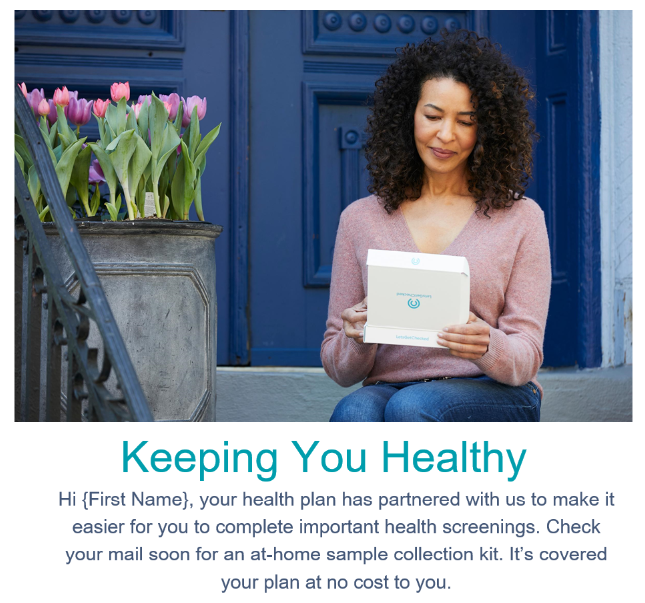 Keeping You Healthy
Hi {First Name}, your health plan has partnered with us to make it
easier for you to complete important health screenings. Check
your mail soon for an at-home sample collection kit. It’s covered
your plan at no cost to you.